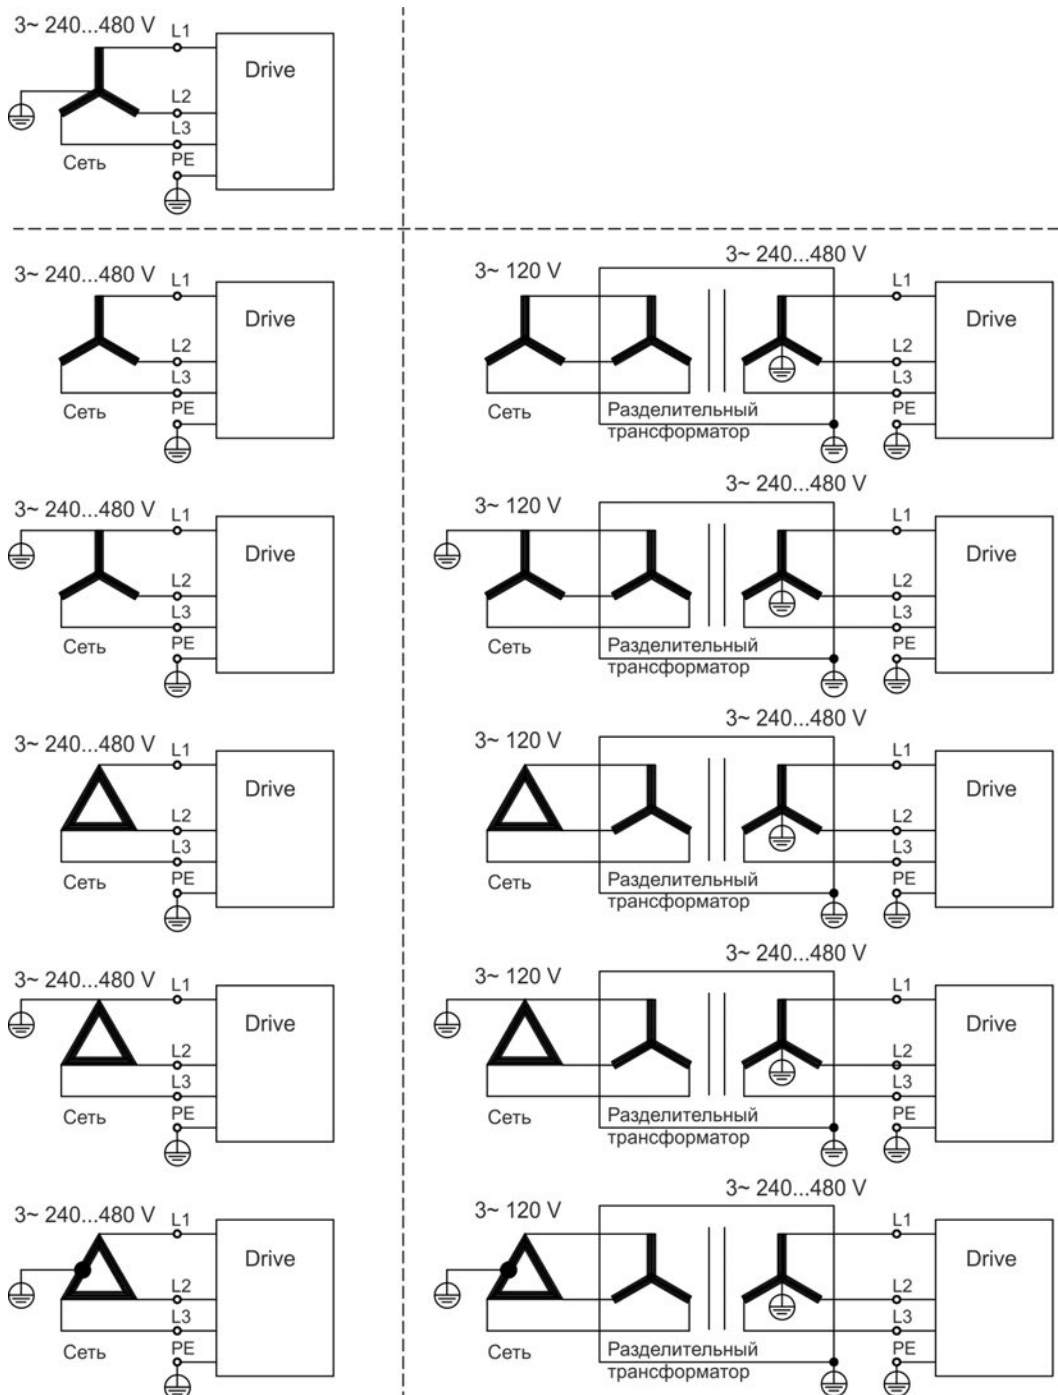 3~ 240...480 V
L1
Drive
L2
L3
Сеть
PE
3~ 240...480 V
L1
Drive
L2
L3
Сеть
PE
3~ 120 V
3~ 240...480 V
L1
Drive
L2
L3
Сеть
Разделительный
трансформатор
PE
3~ 240...480 V
L1
Drive
L2
L3
Сеть
PE
3~ 120 V
3~ 240...480 V
L1
Drive
L2
L3
Сеть
Разделительный
трансформатор
PE
3~ 240...480 V
L1
Drive
L2
L3
Сеть
PE
3~ 120 V
3~ 240...480 V
L1
Drive
L2
L3
Сеть
Разделительный
трансформатор
PE
3~ 240...480 V
L1
Drive
L2
L3
Сеть
PE
3~ 120 V
3~ 240...480 V
L1
Drive
L2
L3
Сеть
Разделительный
трансформатор
PE
3~ 240...480 V
L1
Drive
L2
L3
Сеть
PE
3~ 120 V
3~ 240...480 V
L1
Drive
L2
L3
Сеть
Разделительный
трансформатор
PE